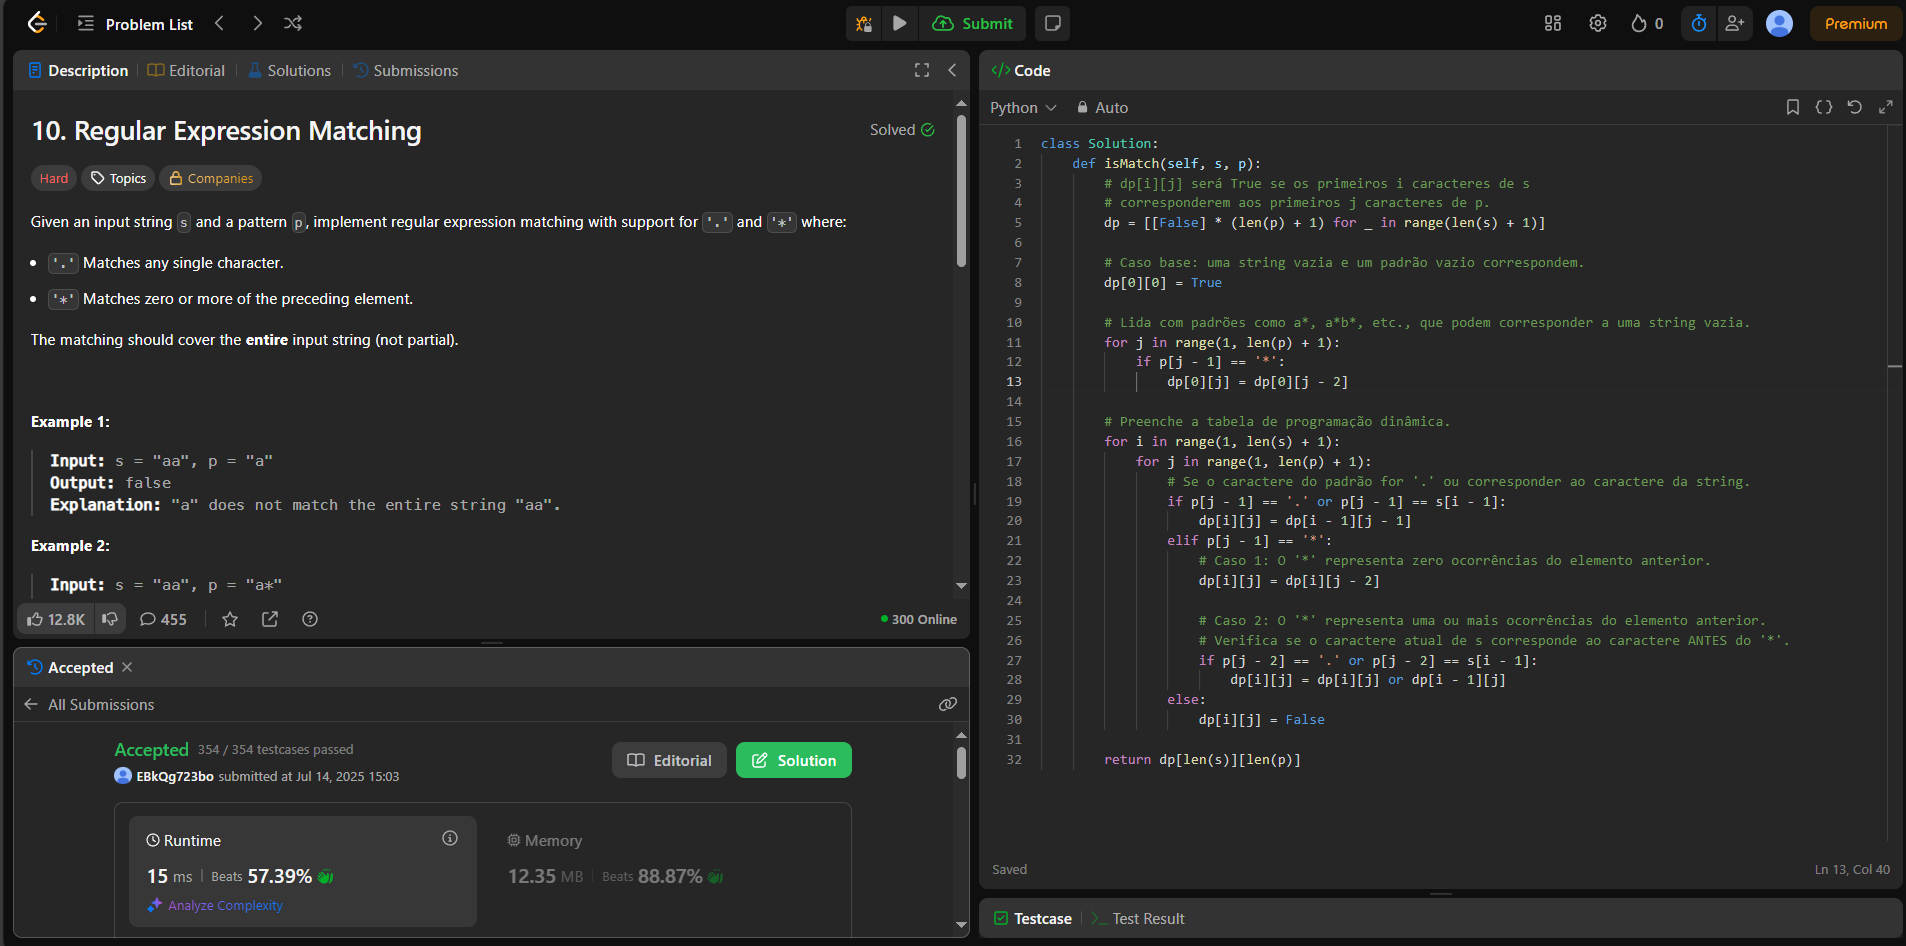 Problem List
Submit
0
Premium
Description
Editorial
Solutions
Submissions
10. Regular Expression Matching
Solved
Hard
Topics
Companies
Given an input string s and a pattern p, implement regular expression matching with support for '.' and '*' where:
• '.' Matches any single character.
• '*' Matches zero or more of the preceding element.
The matching should cover the entire input string (not partial).
Example 1:
Input: s = "aa", p = "a"
Output: false
Explanation: "a" does not match the entire string "aa".
Example 2:
Input: s = "aa", p = "a*"
12.8K
455
300 Online
Accepted
All Submissions
Accepted 354 / 354 testcases passed
EBkQg723bo submitted at Jul 14, 2025 15:03
Editorial
Solution
Runtime
15 ms | Beats 57.39%
Analyze Complexity
Memory
12.35 MB | Beats 88.87%
</> Code
Python
Auto
1 class Solution:
2     def isMatch(self, s, p):
3         # dp[i][j] será True se os primeiros i caracteres de s
4         # corresponderem aos primeiros j caracteres de p.
5         dp = [[False] * (len(p) + 1) for _ in range(len(s) + 1)]
6
7         # Caso base: uma string vazia e um padrão vazio correspondem.
8         dp[0][0] = True
9
10         # Lida com padrões como a*, a*b*, etc., que podem corresponder a uma string vazia.
11         for j in range(1, len(p) + 1):
12             if p[j - 1] == '*':
13                 dp[0][j] = dp[0][j - 2]
14
15         # Preenche a tabela de programação dinâmica.
16         for i in range(1, len(s) + 1):
17             for j in range(1, len(p) + 1):
18                 # Se o caractere do padrão for '.' ou corresponder ao caractere da string.
19                 if p[j - 1] == '.' or p[j - 1] == s[i - 1]:
20                     dp[i][j] = dp[i - 1][j - 1]
21                 elif p[j - 1] == '*':
22                     # Caso 1: O '*' representa zero ocorrências do elemento anterior.
23                     dp[i][j] = dp[i][j - 2]
24
25                     # Caso 2: O '*' representa uma ou mais ocorrências do elemento anterior.
26                     # Verifica se o caractere atual de s corresponde ao caractere ANTES do '*'.
27                     if p[j - 2] == '.' or p[j - 2] == s[i - 1]:
28                         dp[i][j] = dp[i][j] or dp[i - 1][j]
29                 else:
30                     dp[i][j] = False
31
32         return dp[len(s)][len(p)]
Saved
Ln 13, Col 40
Testcase
Test Result